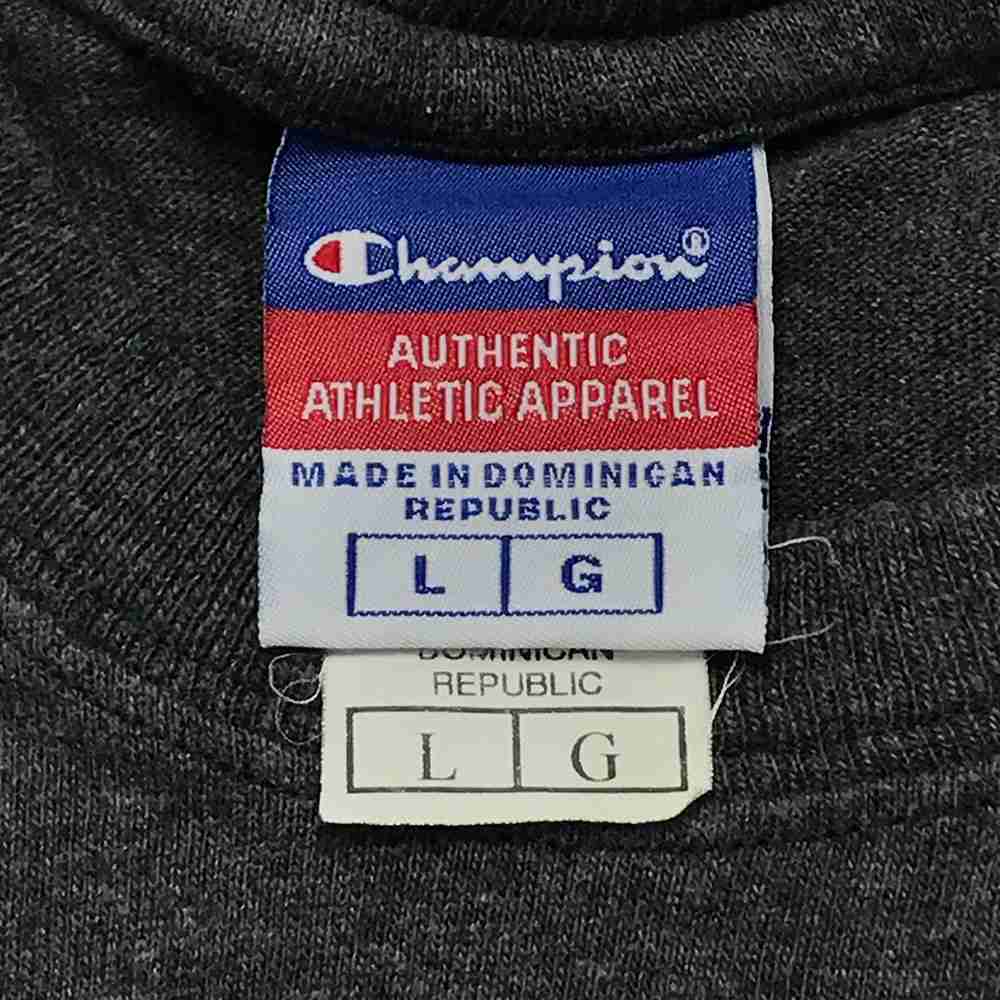 Champion®
AUTHENTIC
ATHLETIC APPAREL
MADE IN DOMINICAN
REPUBLIC
L G
DOMINICAN
REPUBLIC
L G